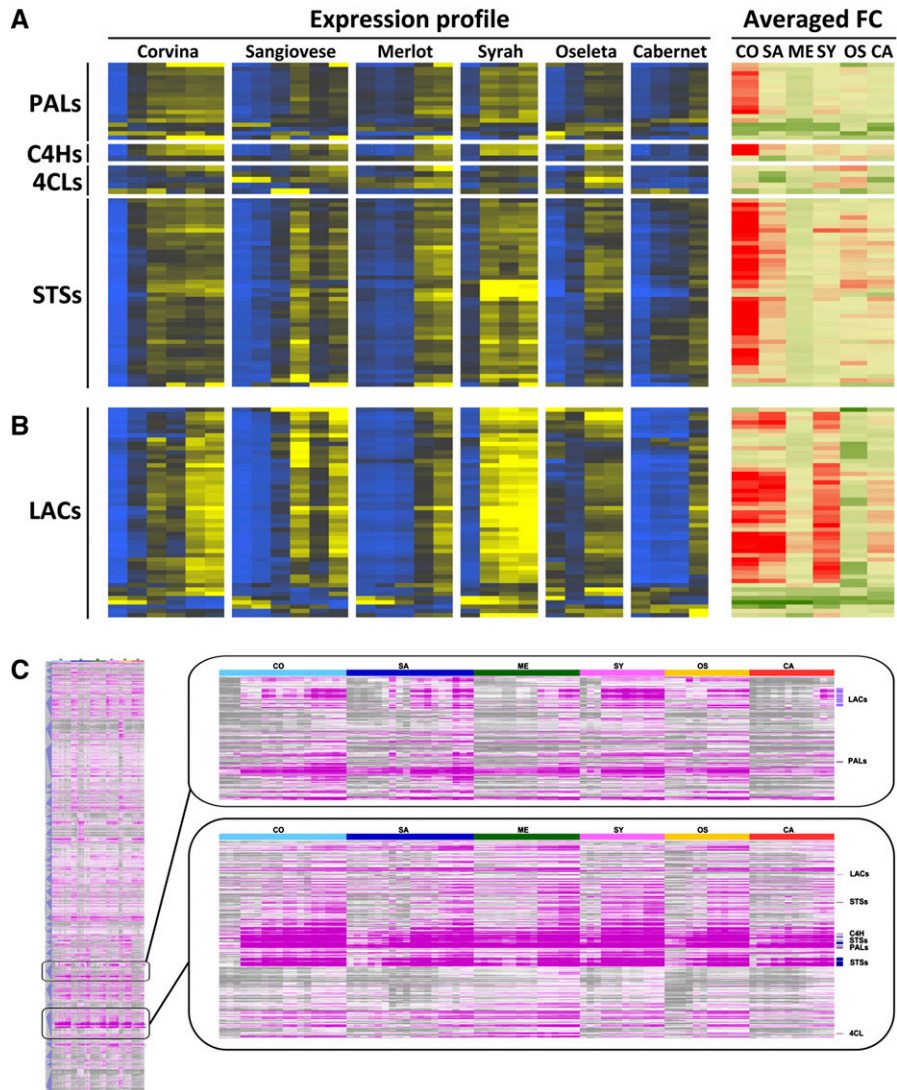 A
Expression profile
Averaged FC
Corvina Sangiovese Merlot Syrah Oseleta Cabernet
CO SA ME SY OS CA
PALs
C4Hs
4CLs
STSs
B
LACs
C
CO SA ME SY OS CA
LACs
PALs
CO SA ME SY OS CA
LACs
STSs
C4H
STSs
PALs
STSs
4CL